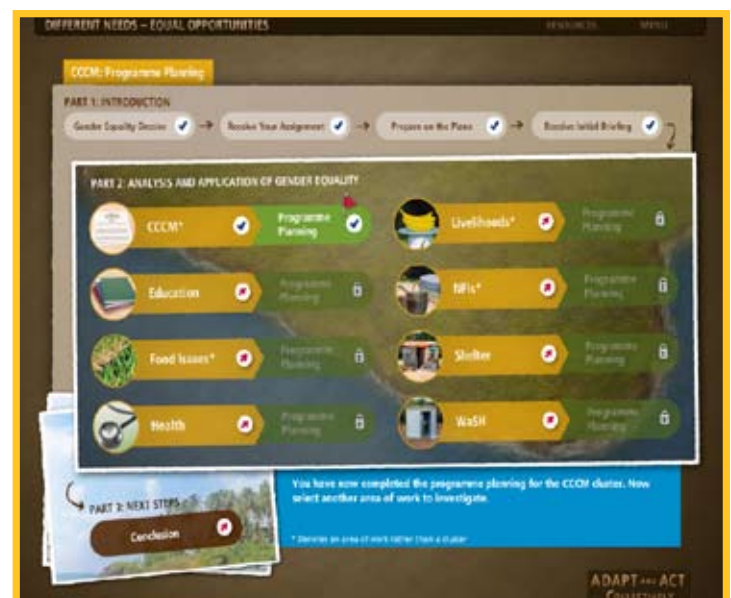 DIFFERENT NEEDS – EQUAL OPPORTUNITIES
RESOURCES MENU
CCCM: Programme Planning
PART 1: INTRODUCTION
Gender Equality Dossier
Receive Your Assignment
Prepare on the Plane
Receive Initial Briefing
PART 2: ANALYSIS AND APPLICATION OF GENDER EQUALITY
CCCM*
Programme
Planning
Livelihoods*
Programme
Planning
Education
Programme
Planning
NFIs*
Programme
Planning
Food Issues*
Programme
Planning
Shelter
Programme
Planning
Health
Programme
Planning
WaSH
Programme
Planning
PART 3: NEXT STEPS
Conclusion
You have now completed the programme planning for the CCCM cluster. Now
select another area of work to investigate.
* Denotes an area of work rather than a cluster
ADAPT AND ACT
COLLECTIVELY